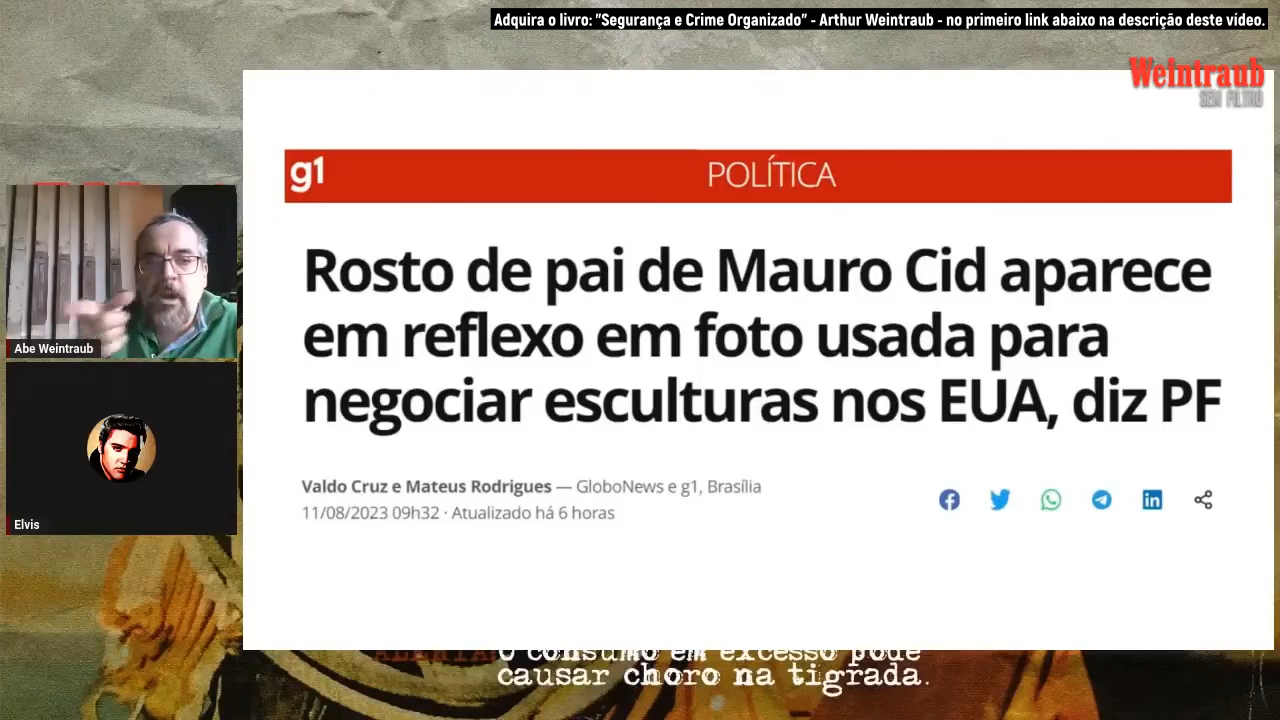 Adquira o livro: "Segurança e Crime Organizado" - Arthur Weintraub - no primeiro link abaixo na descrição deste vídeo.
Weintraub
SEM FILTRO
g1 POLÍTICA
Rosto de pai de Mauro Cid aparece
em reflexo em foto usada para
negociar esculturas nos EUA, diz PF
Valdo Cruz e Mateus Rodrigues — GloboNews e g1, Brasília
11/08/2023 09h32 · Atualizado há 6 horas
Abe Weintraub
Elvis
O consumo em excesso pode
causar choro na tigrada.